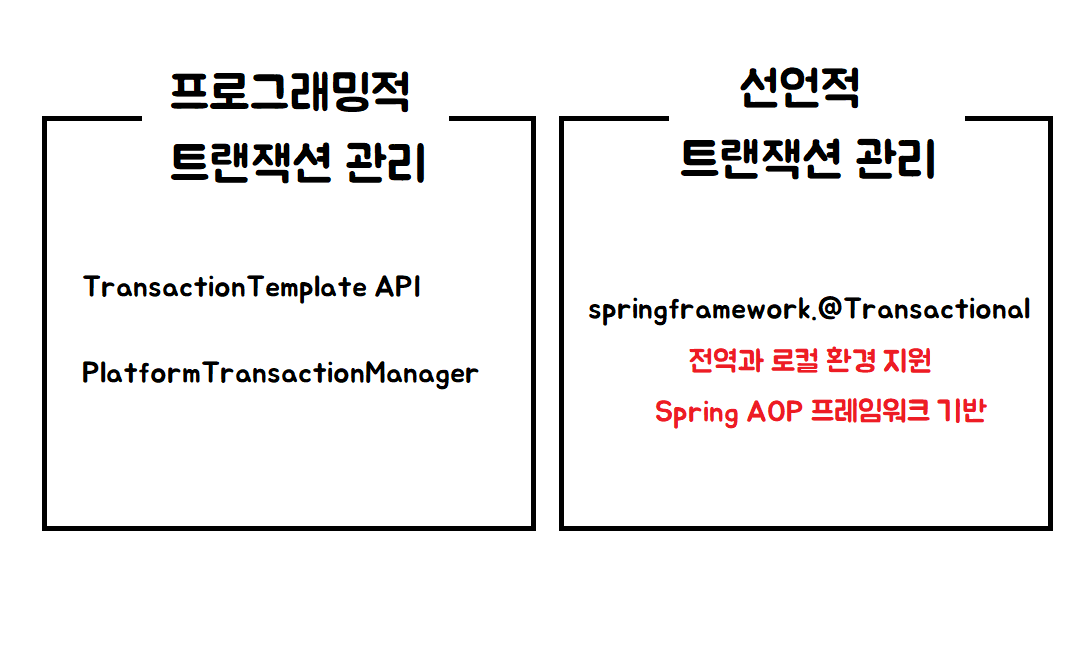 프로그래밍적
트랜잭션 관리
TransactionTemplate API
PlatformTransactionManager
선언적
트랜잭션 관리
springframework.@Transactional
전역과 로컬 환경 지원
Spring AOP 프레임워크 기반